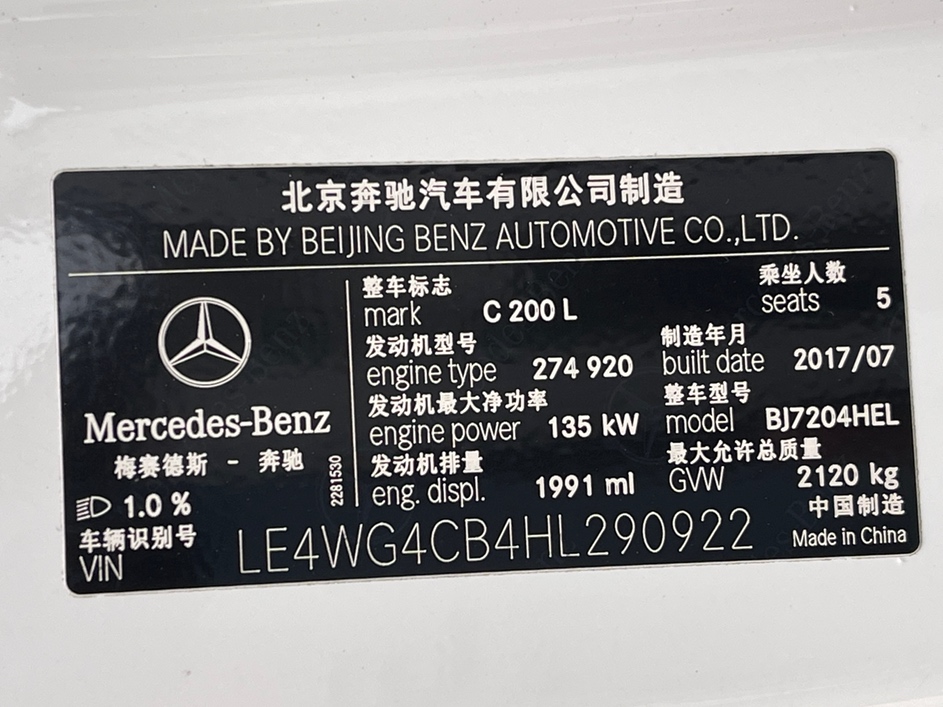 北京奔驰汽车有限公司制造
MADE BY BEIJING BENZ AUTOMOTIVE CO.,LTD.
Mercedes-Benz
梅赛德斯 - 奔驰
1.0 %
2281530
整车标志
mark C 200 L
乘坐人数
seats 5
发动机型号
engine type 274 920
制造年月
built date 2017/07
发动机最大净功率
engine power 135 kW
整车型号
model BJ7204HEL
发动机排量
eng. displ. 1991 ml
最大允许总质量
GVW 2120 kg
中国制造
Made in China
车辆识别号
VIN LE4WG4CB4HL290922